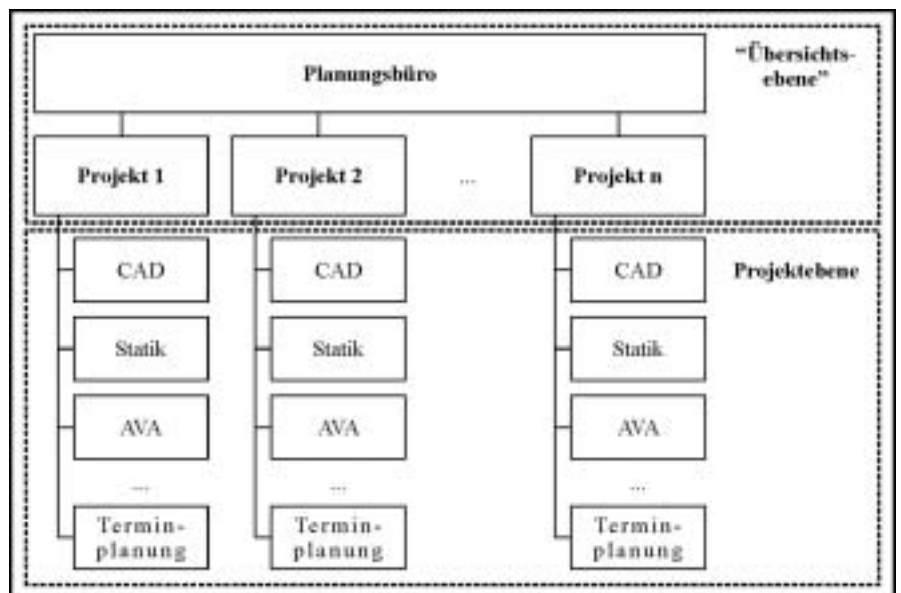 Planungsbüro
“Übersichts-
ebene”
Projekt 1
Projekt 2
...
Projekt n
CAD
CAD
CAD
Projektebene
Statik
Statik
Statik
AVA
AVA
AVA
...
...
...
Termin-
planung
Termin-
planung
Termin-
planung